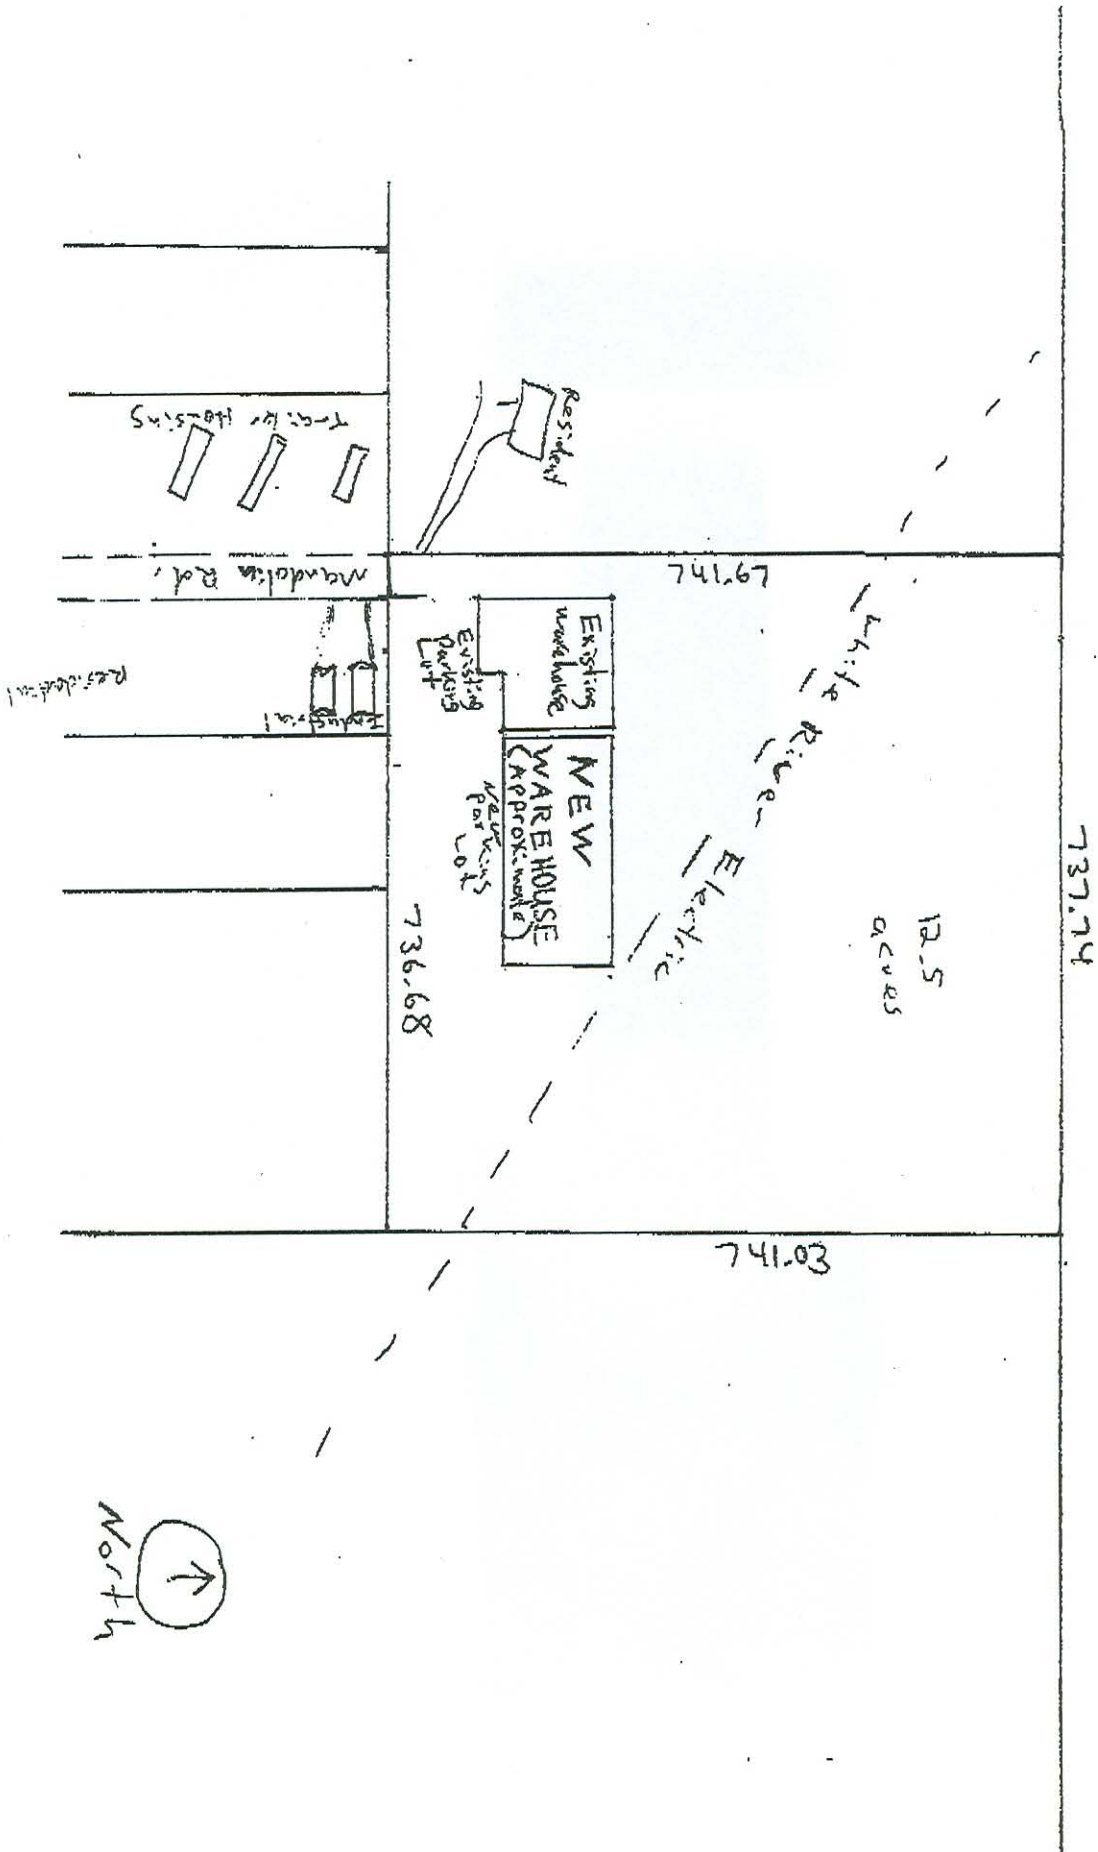 737.74
12.5
acres
White River Electric
741.67
741.03
Resident
Existing
warehouse
NEW
WAREHOUSE
(Approximate)
Existing
Parking
Lot
New
Parking
Lot
736.68
Trailer Housing
Mandalin Rd.
Industrial
Residential
North